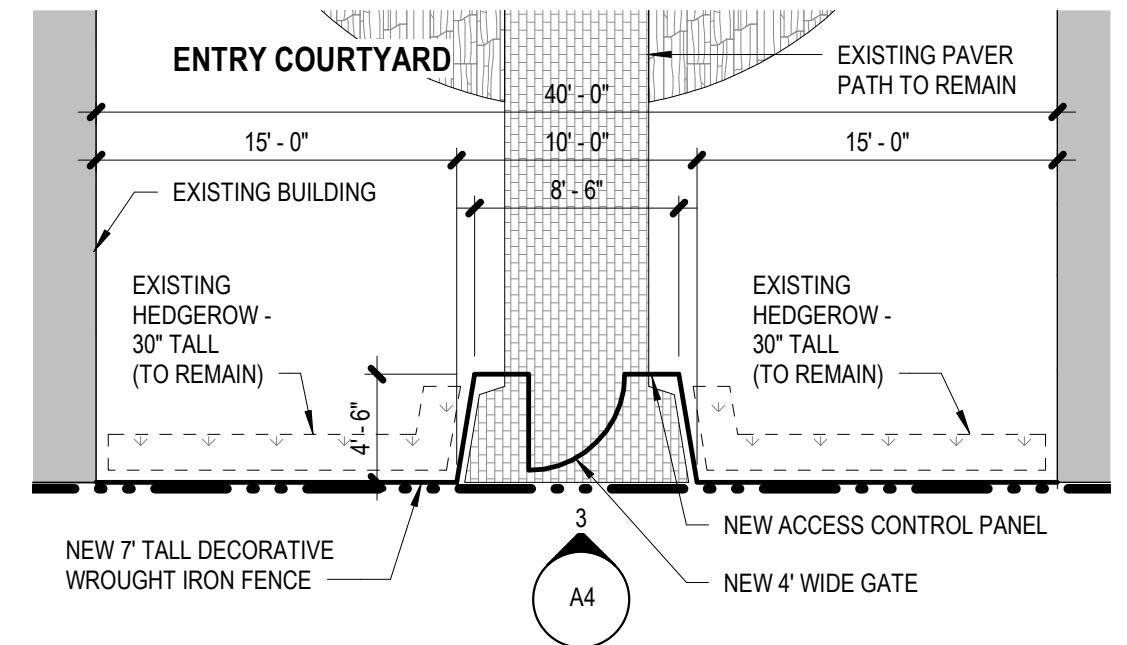 ENTRY COURTYARD
EXISTING PAVER
PATH TO REMAIN
40' - 0"
15' - 0"
10' - 0"
15' - 0"
8' - 6"
EXISTING BUILDING
EXISTING
HEDGEROW -
30" TALL
(TO REMAIN)
EXISTING
HEDGEROW -
30" TALL
(TO REMAIN)
4' - 6"
NEW 7' TALL DECORATIVE
WROUGHT IRON FENCE
3
A4
NEW ACCESS CONTROL PANEL
NEW 4' WIDE GATE